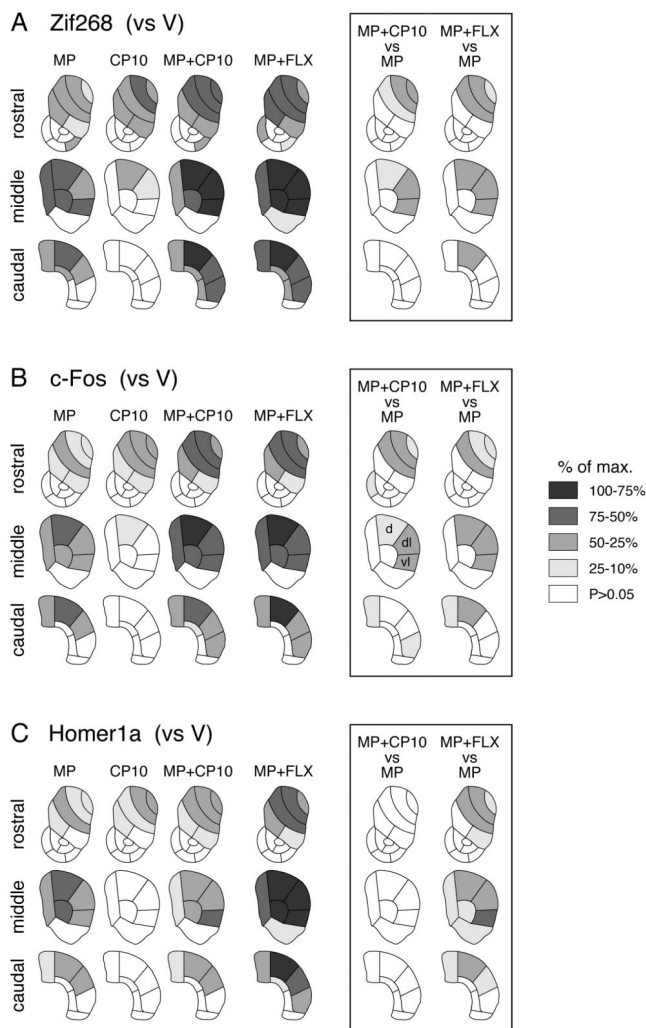 A Zif268 (vs V)
MP CP10 MP+CP10 MP+FLX
MP+CP10 MP+FLX
vs vs
MP MP
rostral
middle
caudal
B c-Fos (vs V)
MP CP10 MP+CP10 MP+FLX
MP+CP10 MP+FLX
vs vs
MP MP
rostral
middle
d
dl
vl
caudal
% of max.
100-75%
75-50%
50-25%
25-10%
P>0.05
C Homer1a (vs V)
MP CP10 MP+CP10 MP+FLX
MP+CP10 MP+FLX
vs vs
MP MP
rostral
middle
caudal